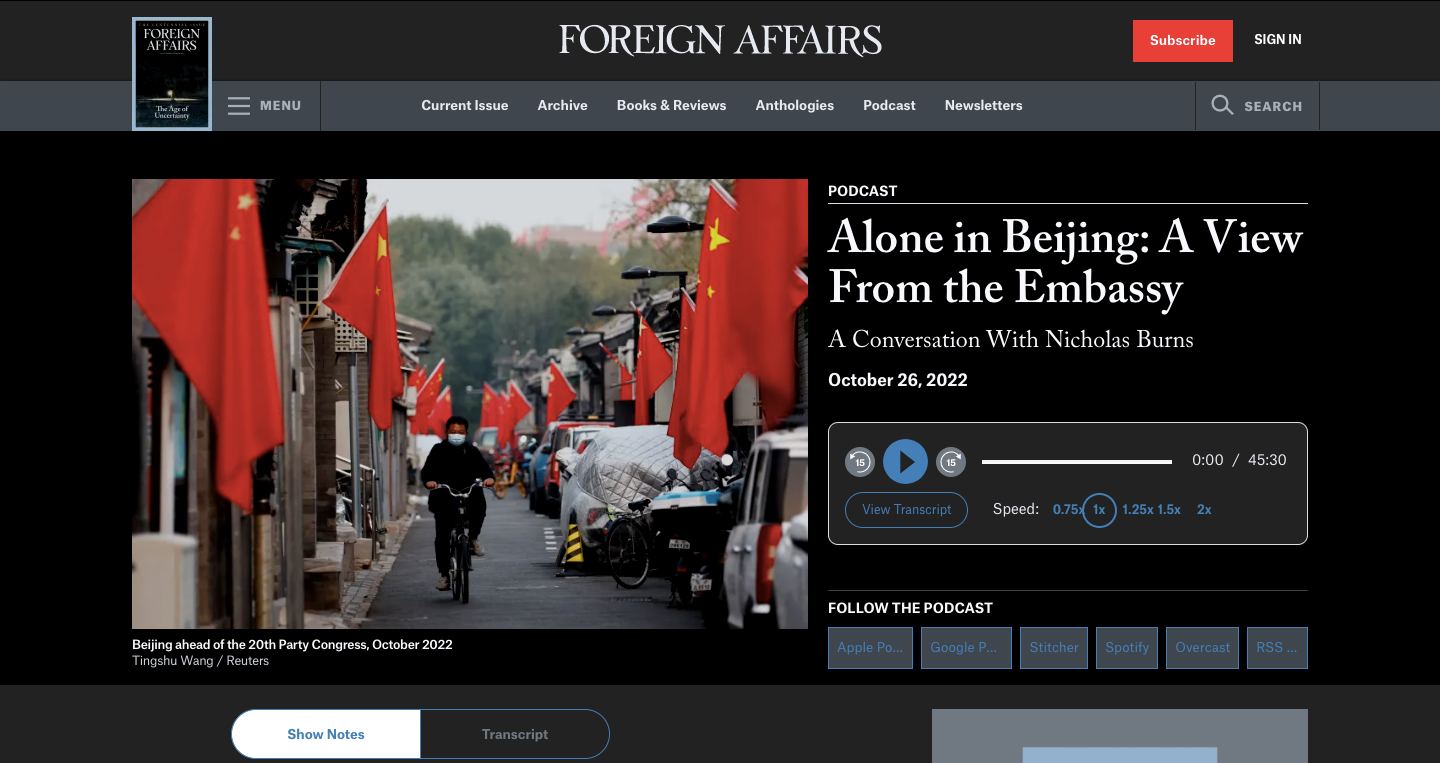 THE CENTENNIAL ISSUE
FOREIGN
AFFAIRS
The Age of
Uncertainty
FOREIGN AFFAIRS
Subscribe
SIGN IN
MENU
Current Issue
Archive
Books & Reviews
Anthologies
Podcast
Newsletters
SEARCH
Beijing ahead of the 20th Party Congress, October 2022
Tingshu Wang / Reuters
PODCAST
Alone in Beijing: A View
From the Embassy
A Conversation With Nicholas Burns
October 26, 2022
15
15
0:00 / 45:30
View Transcript
Speed: 0.75x 1x 1.25x 1.5x 2x
FOLLOW THE PODCAST
Apple Po...
Google P...
Stitcher
Spotify
Overcast
RSS ...
Show Notes
Transcript